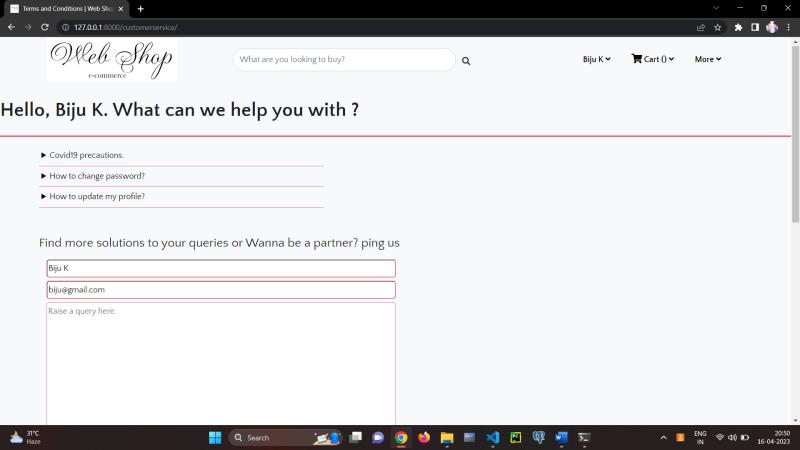 Terms and Conditions | Web Sho
127.0.0.1:8000/customerservice/
Web Shop
e-commerce
What are you looking to buy?
Biju K
Cart ()
More
Hello, Biju K. What can we help you with ?
Covid19 precautions.
How to change password?
How to update my profile?
Find more solutions to your queries or Wanna be a partner? ping us
Biju K
biju@gmail.com
Raise a query here.
31°C
Haze
Search
ENG
IN
20:50
16-04-2023